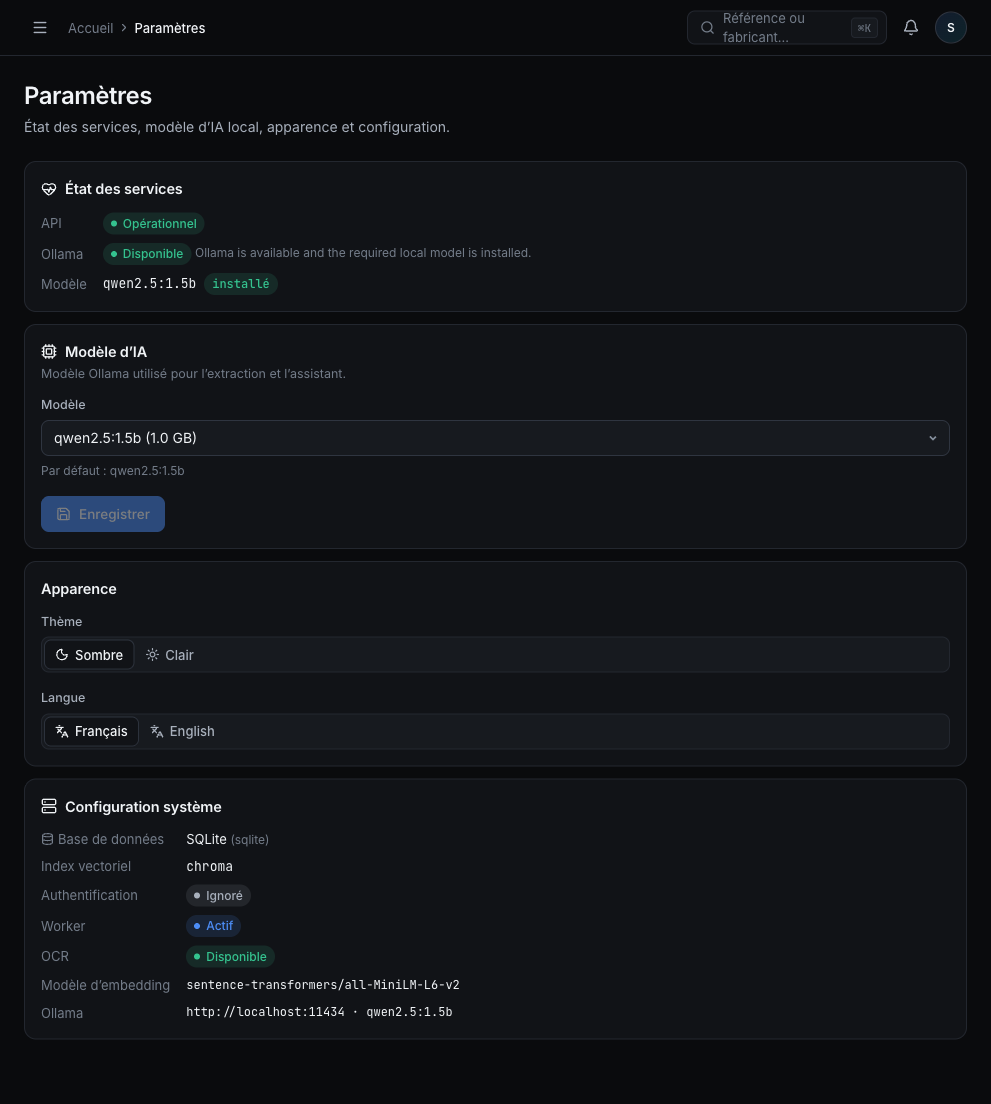 Accueil > Paramètres
Référence ou fabricant...
⌘K
S
Paramètres
État des services, modèle d’IA local, apparence et configuration.
État des services
API Opérationnel
Ollama Disponible Ollama is available and the required local model is installed.
Modèle qwen2.5:1.5b installé
Modèle d’IA
Modèle Ollama utilisé pour l’extraction et l’assistant.
Modèle
qwen2.5:1.5b (1.0 GB)
Par défaut : qwen2.5:1.5b
Enregistrer
Apparence
Thème
Sombre Clair
Langue
Français English
Configuration système
Base de données SQLite (sqlite)
Index vectoriel chroma
Authentification Ignoré
Worker Actif
OCR Disponible
Modèle d’embedding sentence-transformers/all-MiniLM-L6-v2
Ollama http://localhost:11434 · qwen2.5:1.5b